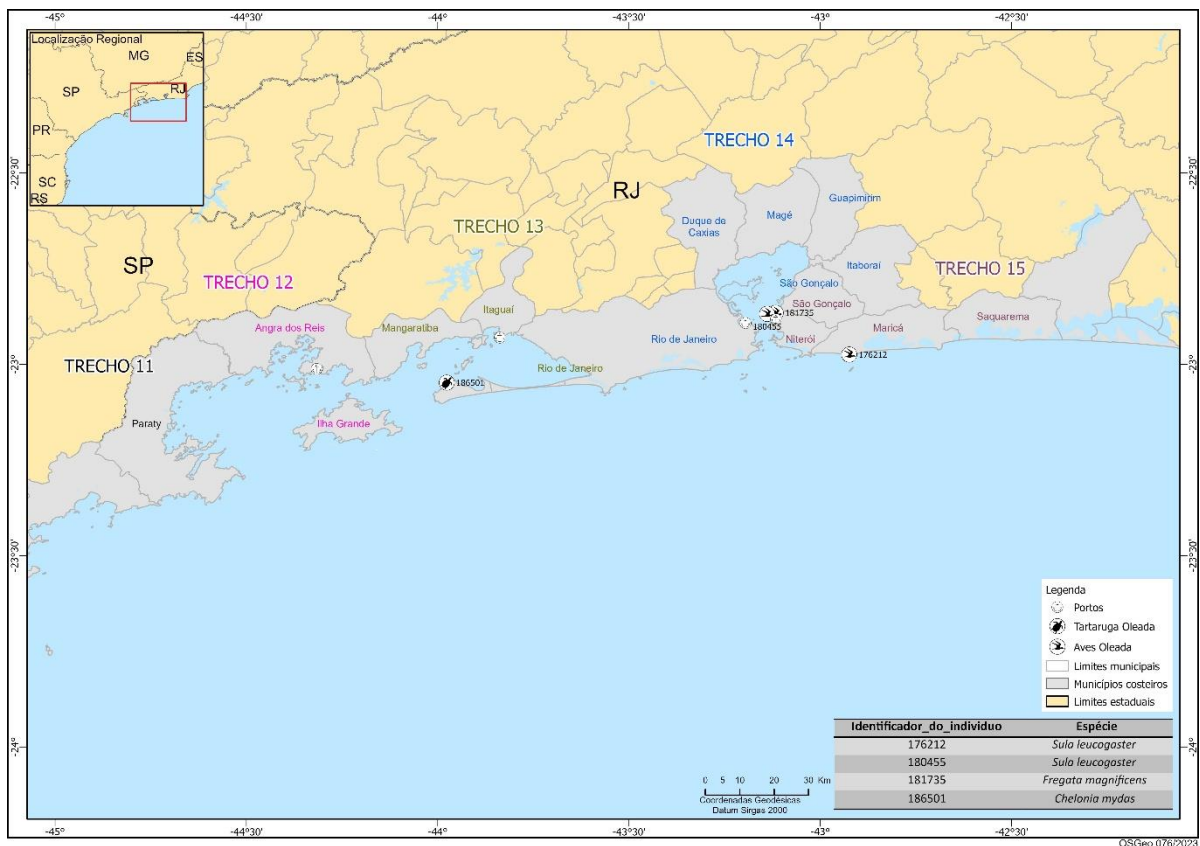 -45°
-44°30'
-44°
-43°30'
-43°
-42°30'
Localização Regional
MG
ES
SP
RJ
PR
SC
RS
-22°30'
-22°30'
TRECHO 14
RJ
Duque de
Caxias
Magé
Guapimirim
TRECHO 13
SP
TRECHO 12
Itaboraí
TRECHO 15
São Gonçalo
São Gonçalo
Itaguaí
181735
Saquarema
Angra dos Reis
Mangaratiba
180455
Maricá
Rio de Janeiro
Niterói
-23°
TRECHO 11
176212
-23°
Rio de Janeiro
186501
Paraty
Ilha Grande
-23°30'
-23°30'
Legenda
Portos
Tartaruga Oleada
Aves Oleada
Limites municipais
Municípios costeiros
Limites estaduais
Identificador_do_individuo Espécie
176212 Sula leucogaster
180455 Sula leucogaster
181735 Fregata magnificens
186501 Chelonia mydas
-24°
-24°
0 5 10 20 30 Km
Coordenadas Geodésicas
Datum Sirgas 2000
-45°
-44°30'
-44°
-43°30'
-43°
-42°30'
OSGeo 076/2023